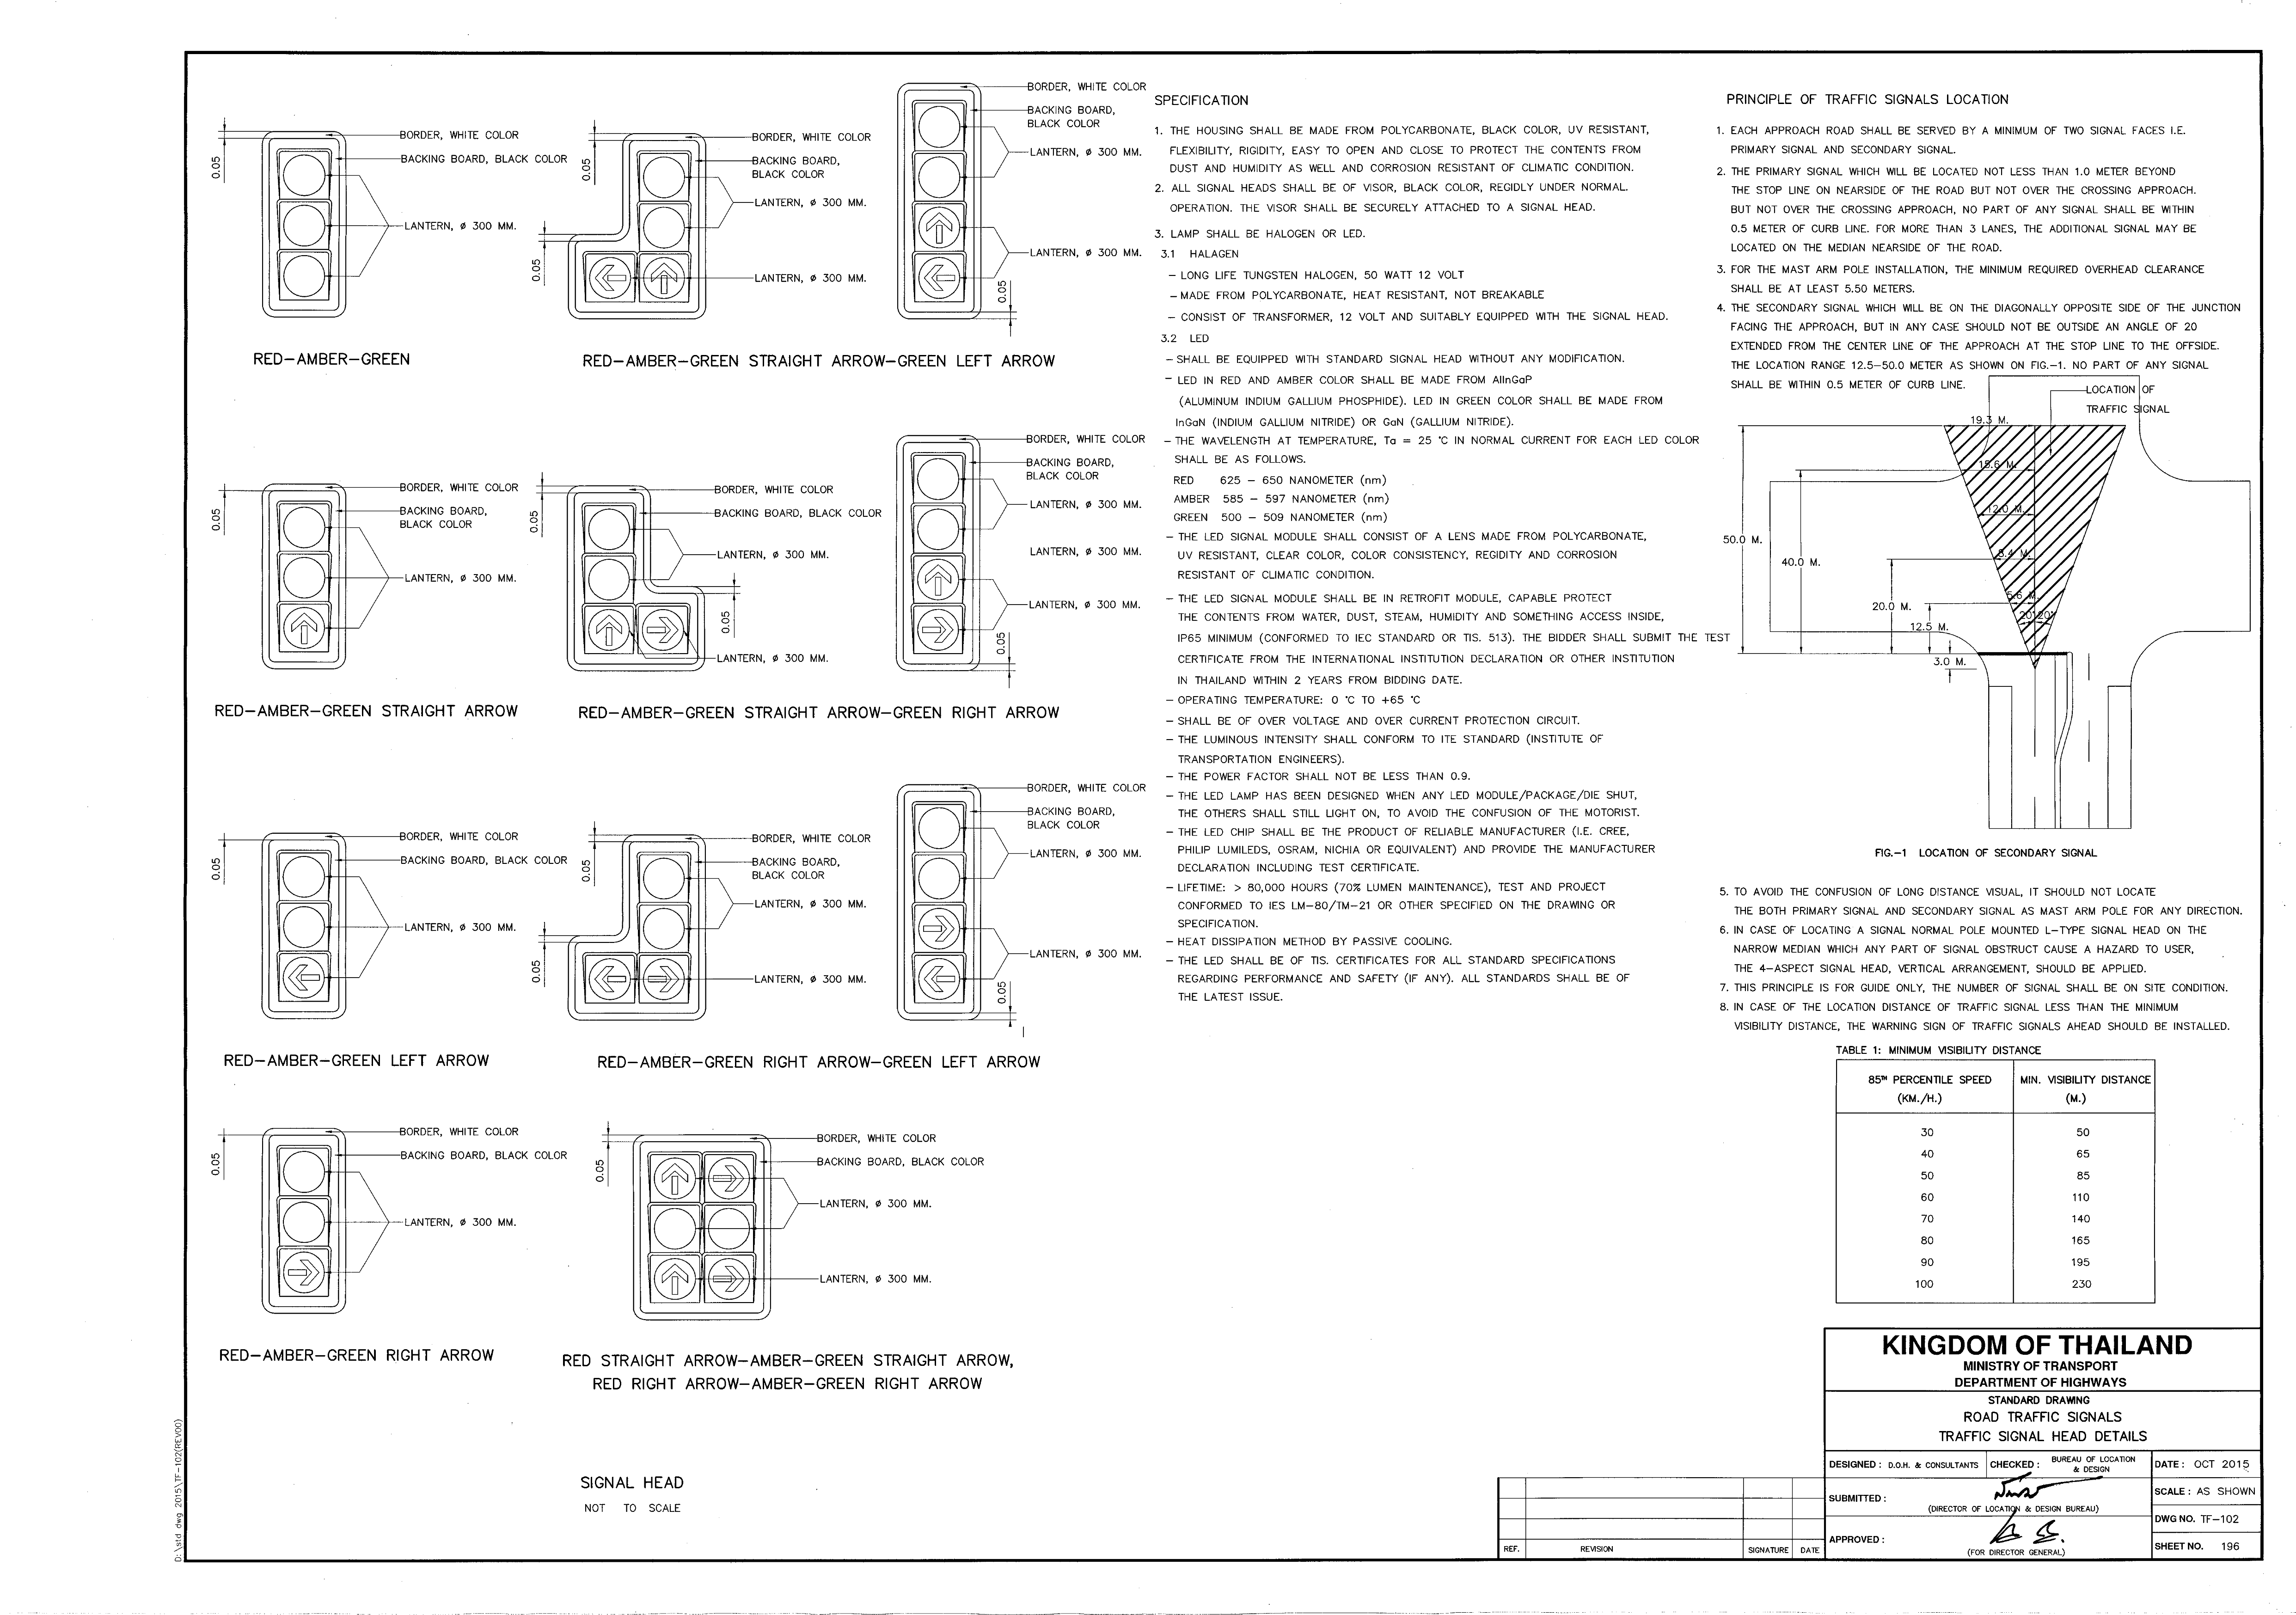 BORDER, WHITE COLOR
BACKING BOARD, BLACK COLOR
LANTERN, ø 300 MM.
0.05
RED-AMBER-GREEN
BORDER, WHITE COLOR
BACKING BOARD,
BLACK COLOR
LANTERN, ø 300 MM.
LANTERN, ø 300 MM.
0.05
0.05
BORDER, WHITE COLOR
BACKING BOARD,
BLACK COLOR
LANTERN, ø 300 MM.
LANTERN, ø 300 MM.
0.05
RED-AMBER-GREEN STRAIGHT ARROW-GREEN LEFT ARROW
BORDER, WHITE COLOR
BACKING BOARD,
BLACK COLOR
LANTERN, ø 300 MM.
0.05
RED-AMBER-GREEN STRAIGHT ARROW
BORDER, WHITE COLOR
BACKING BOARD, BLACK COLOR
LANTERN, ø 300 MM.
LANTERN, ø 300 MM.
0.05
0.05
BORDER, WHITE COLOR
BACKING BOARD,
BLACK COLOR
LANTERN, ø 300 MM.
LANTERN, ø 300 MM.
LANTERN, ø 300 MM.
0.05
RED-AMBER-GREEN STRAIGHT ARROW-GREEN RIGHT ARROW
BORDER, WHITE COLOR
BACKING BOARD, BLACK COLOR
LANTERN, ø 300 MM.
0.05
RED-AMBER-GREEN LEFT ARROW
BORDER, WHITE COLOR
BACKING BOARD,
BLACK COLOR
LANTERN, ø 300 MM.
LANTERN, ø 300 MM.
0.05
0.05
BORDER, WHITE COLOR
BACKING BOARD,
BLACK COLOR
LANTERN, ø 300 MM.
LANTERN, ø 300 MM.
0.05
RED-AMBER-GREEN RIGHT ARROW-GREEN LEFT ARROW
BORDER, WHITE COLOR
BACKING BOARD, BLACK COLOR
LANTERN, ø 300 MM.
0.05
RED-AMBER-GREEN RIGHT ARROW
BORDER, WHITE COLOR
BACKING BOARD, BLACK COLOR
LANTERN, ø 300 MM.
LANTERN, ø 300 MM.
0.05
RED STRAIGHT ARROW-AMBER-GREEN STRAIGHT ARROW,
RED RIGHT ARROW-AMBER-GREEN RIGHT ARROW
SIGNAL HEAD
NOT TO SCALE
SPECIFICATION
1. THE HOUSING SHALL BE MADE FROM POLYCARBONATE, BLACK COLOR, UV RESISTANT,
FLEXIBILITY, RIGIDITY, EASY TO OPEN AND CLOSE TO PROTECT THE CONTENTS FROM
DUST AND HUMIDITY AS WELL AND CORROSION RESISTANT OF CLIMATIC CONDITION.
2. ALL SIGNAL HEADS SHALL BE OF VISOR, BLACK COLOR, REGIDLY UNDER NORMAL.
OPERATION. THE VISOR SHALL BE SECURELY ATTACHED TO A SIGNAL HEAD.
3. LAMP SHALL BE HALOGEN OR LED.
3.1 HALAGEN
- LONG LIFE TUNGSTEN HALOGEN, 50 WATT 12 VOLT
- MADE FROM POLYCARBONATE, HEAT RESISTANT, NOT BREAKABLE
- CONSIST OF TRANSFORMER, 12 VOLT AND SUITABLY EQUIPPED WITH THE SIGNAL HEAD.
3.2 LED
- SHALL BE EQUIPPED WITH STANDARD SIGNAL HEAD WITHOUT ANY MODIFICATION.
- LED IN RED AND AMBER COLOR SHALL BE MADE FROM AlInGaP
(ALUMINUM INDIUM GALLIUM PHOSPHIDE). LED IN GREEN COLOR SHALL BE MADE FROM
InGaN (INDIUM GALLIUM NITRIDE) OR GaN (GALLIUM NITRIDE).
- THE WAVELENGTH AT TEMPERATURE, Ta = 25 °C IN NORMAL CURRENT FOR EACH LED COLOR
SHALL BE AS FOLLOWS.
RED 625 - 650 NANOMETER (nm)
AMBER 585 - 597 NANOMETER (nm)
GREEN 500 - 509 NANOMETER (nm)
- THE LED SIGNAL MODULE SHALL CONSIST OF A LENS MADE FROM POLYCARBONATE,
UV RESISTANT, CLEAR COLOR, COLOR CONSISTENCY, REGIDITY AND CORROSION
RESISTANT OF CLIMATIC CONDITION.
- THE LED SIGNAL MODULE SHALL BE IN RETROFIT MODULE, CAPABLE PROTECT
THE CONTENTS FROM WATER, DUST, STEAM, HUMIDITY AND SOMETHING ACCESS INSIDE,
IP65 MINIMUM (CONFORMED TO IEC STANDARD OR TIS. 513). THE BIDDER SHALL SUBMIT THE TEST
CERTIFICATE FROM THE INTERNATIONAL INSTITUTION DECLARATION OR OTHER INSTITUTION
IN THAILAND WITHIN 2 YEARS FROM BIDDING DATE.
- OPERATING TEMPERATURE: 0 °C TO +65 °C
- SHALL BE OF OVER VOLTAGE AND OVER CURRENT PROTECTION CIRCUIT.
- THE LUMINOUS INTENSITY SHALL CONFORM TO ITE STANDARD (INSTITUTE OF
TRANSPORTATION ENGINEERS).
- THE POWER FACTOR SHALL NOT BE LESS THAN 0.9.
- THE LED LAMP HAS BEEN DESIGNED WHEN ANY LED MODULE/PACKAGE/DIE SHUT,
THE OTHERS SHALL STILL LIGHT ON, TO AVOID THE CONFUSION OF THE MOTORIST.
- THE LED CHIP SHALL BE THE PRODUCT OF RELIABLE MANUFACTURER (I.E. CREE,
PHILIP LUMILEDS, OSRAM, NICHIA OR EQUIVALENT) AND PROVIDE THE MANUFACTURER
DECLARATION INCLUDING TEST CERTIFICATE.
- LIFETIME: > 80,000 HOURS (70% LUMEN MAINTENANCE), TEST AND PROJECT
CONFORMED TO IES LM-80/TM-21 OR OTHER SPECIFIED ON THE DRAWING OR
SPECIFICATION.
- HEAT DISSIPATION METHOD BY PASSIVE COOLING.
- THE LED SHALL BE OF TIS. CERTIFICATES FOR ALL STANDARD SPECIFICATIONS
REGARDING PERFORMANCE AND SAFETY (IF ANY). ALL STANDARDS SHALL BE OF
THE LATEST ISSUE.
PRINCIPLE OF TRAFFIC SIGNALS LOCATION
1. EACH APPROACH ROAD SHALL BE SERVED BY A MINIMUM OF TWO SIGNAL FACES I.E.
PRIMARY SIGNAL AND SECONDARY SIGNAL.
2. THE PRIMARY SIGNAL WHICH WILL BE LOCATED NOT LESS THAN 1.0 METER BEYOND
THE STOP LINE ON NEARSIDE OF THE ROAD BUT NOT OVER THE CROSSING APPROACH.
BUT NOT OVER THE CROSSING APPROACH, NO PART OF ANY SIGNAL SHALL BE WITHIN
0.5 METER OF CURB LINE. FOR MORE THAN 3 LANES, THE ADDITIONAL SIGNAL MAY BE
LOCATED ON THE MEDIAN NEARSIDE OF THE ROAD.
3. FOR THE MAST ARM POLE INSTALLATION, THE MINIMUM REQUIRED OVERHEAD CLEARANCE
SHALL BE AT LEAST 5.50 METERS.
4. THE SECONDARY SIGNAL WHICH WILL BE ON THE DIAGONALLY OPPOSITE SIDE OF THE JUNCTION
FACING THE APPROACH, BUT IN ANY CASE SHOULD NOT BE OUTSIDE AN ANGLE OF 20
EXTENDED FROM THE CENTER LINE OF THE APPROACH AT THE STOP LINE TO THE OFFSIDE.
THE LOCATION RANGE 12.5-50.0 METER AS SHOWN ON FIG.-1. NO PART OF ANY SIGNAL
SHALL BE WITHIN 0.5 METER OF CURB LINE.
LOCATION OF
TRAFFIC SIGNAL
19.3 M.
15.6 M.
12.0 M.
8.4 M.
5.6 M.
20° 20°
50.0 M.
40.0 M.
20.0 M.
12.5 M.
3.0 M.
FIG.-1 LOCATION OF SECONDARY SIGNAL
5. TO AVOID THE CONFUSION OF LONG DISTANCE VISUAL, IT SHOULD NOT LOCATE
THE BOTH PRIMARY SIGNAL AND SECONDARY SIGNAL AS MAST ARM POLE FOR ANY DIRECTION.
6. IN CASE OF LOCATING A SIGNAL NORMAL POLE MOUNTED L-TYPE SIGNAL HEAD ON THE
NARROW MEDIAN WHICH ANY PART OF SIGNAL OBSTRUCT CAUSE A HAZARD TO USER,
THE 4-ASPECT SIGNAL HEAD, VERTICAL ARRANGEMENT, SHOULD BE APPLIED.
7. THIS PRINCIPLE IS FOR GUIDE ONLY, THE NUMBER OF SIGNAL SHALL BE ON SITE CONDITION.
8. IN CASE OF THE LOCATION DISTANCE OF TRAFFIC SIGNAL LESS THAN THE MINIMUM
VISIBILITY DISTANCE, THE WARNING SIGN OF TRAFFIC SIGNALS AHEAD SHOULD BE INSTALLED.
TABLE 1: MINIMUM VISIBILITY DISTANCE
85TH PERCENTILE SPEED MIN. VISIBILITY DISTANCE
(KM./H.) (M.)
30 50
40 65
50 85
60 110
70 140
80 165
90 195
100 230
KINGDOM OF THAILAND
MINISTRY OF TRANSPORT
DEPARTMENT OF HIGHWAYS
STANDARD DRAWING
ROAD TRAFFIC SIGNALS
TRAFFIC SIGNAL HEAD DETAILS
DESIGNED : D.O.H. & CONSULTANTS
CHECKED : BUREAU OF LOCATION
& DESIGN
DATE : OCT 2015
SUBMITTED :
(DIRECTOR OF LOCATION & DESIGN BUREAU)
SCALE : AS SHOWN
DWG NO. TF-102
APPROVED :
(FOR DIRECTOR GENERAL)
SHEET NO. 196
REF. REVISION SIGNATURE DATE
D:\std dwg 2015\TF-102(REV00)